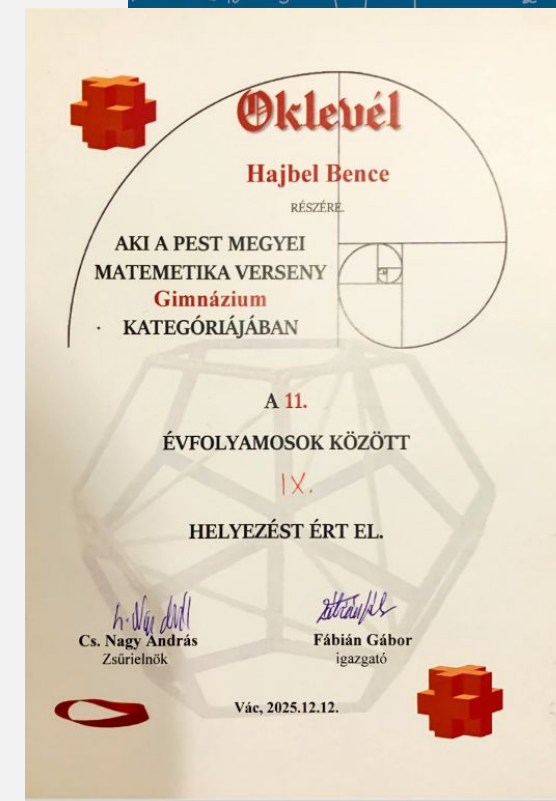 Oklevél
Hajbel Bence
RÉSZÉRE
AKI A PEST MEGYEI
MATEMETIKA VERSENY
Gimnázium
KATEGÓRIÁJÁBAN
A 11.
ÉVFOLYAMOSOK KÖZÖTT
IX.
HELYEZÉST ÉRT EL.
Cs. Nagy András
Zsűrielnök
Fábián Gábor
igazgató
Vác, 2025.12.12.